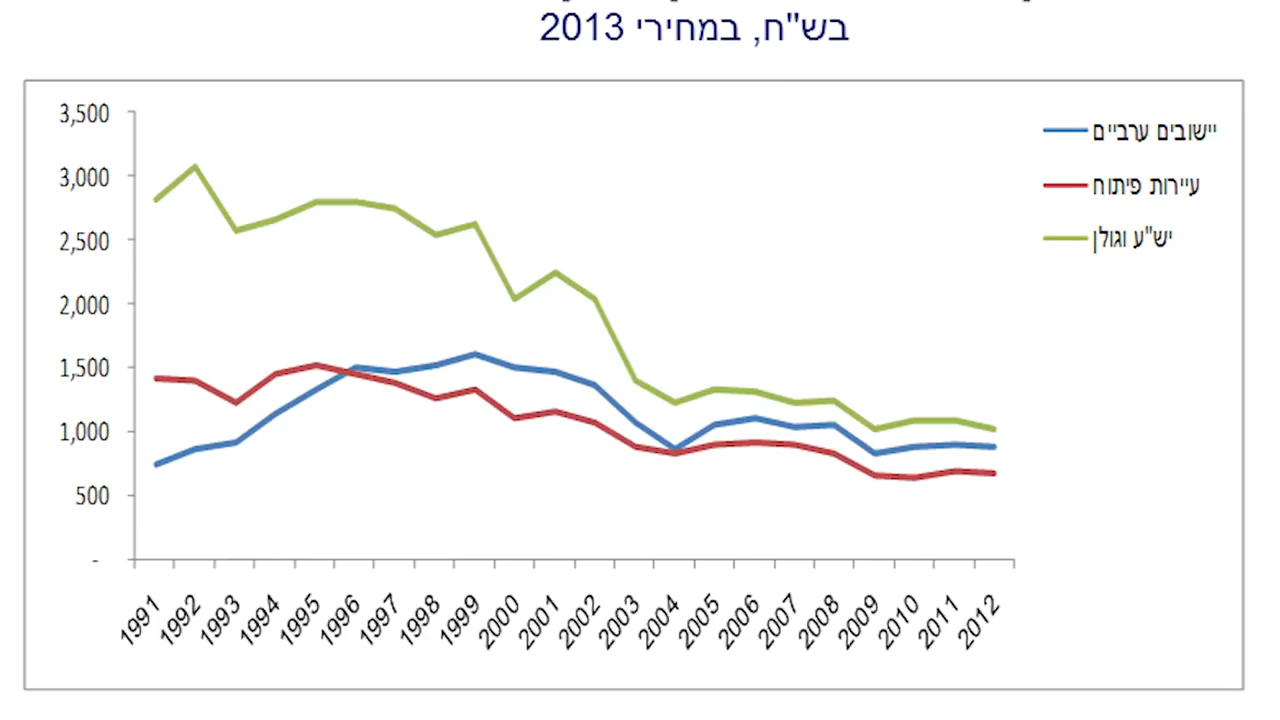 בש"ח, במחירי 2013
3,500
3,000
2,500
2,000
1,500
1,000
500
-
1991 1992 1993 1994 1995 1996 1997 1998 1999 2000 2001 2002 2003 2004 2005 2006 2007 2008 2009 2010 2011 2012
יישובים ערביים
עיירות פיתוח
יש"ע וגולן